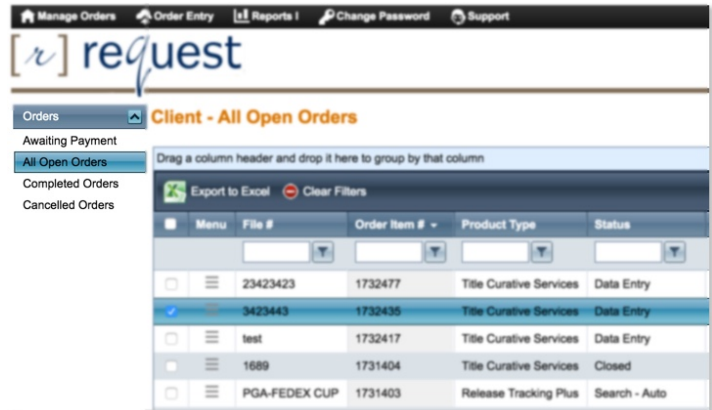 Manage Orders Order Entry Reports I Change Password Support
[r] request
Orders
Awaiting Payment
All Open Orders
Completed Orders
Cancelled Orders
Client - All Open Orders
Drag a column header and drop it here to group by that column
Export to Excel Clear Filters
Menu File # Order Item # Product Type Status
23423423 1732477 Title Curative Services Data Entry
3423443 1732435 Title Curative Services Data Entry
test 1732417 Title Curative Services Data Entry
1689 1731404 Title Curative Services Closed
PGA-FEDEX CUP 1731403 Release Tracking Plus Search - Auto